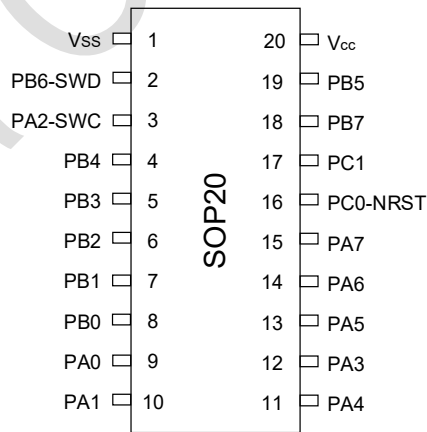 Vss 1 20 Vcc
PB6-SWD 2 19 PB5
PA2-SWC 3 18 PB7
PB4 4 17 PC1
PB3 5 16 PC0-NRST
PB2 6 15 PA7
PB1 7 14 PA6
PB0 8 13 PA5
PA0 9 12 PA3
PA1 10 11 PA4
SOP20